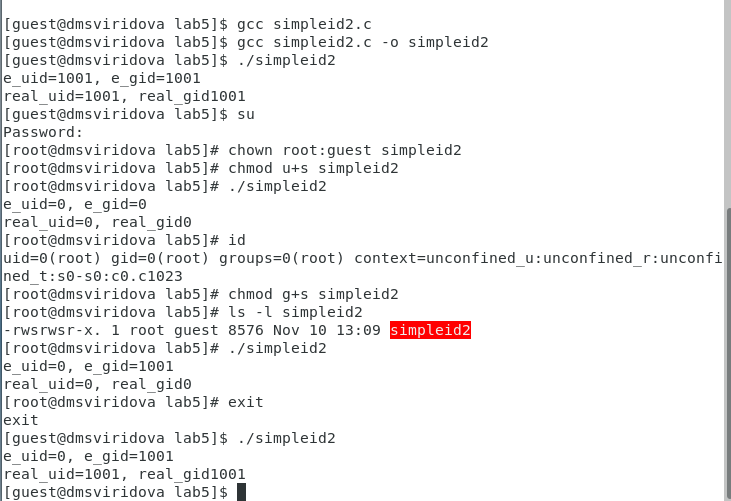 [guest@dmsviridova lab5]$ gcc simpleid2.c
[guest@dmsviridova lab5]$ gcc simpleid2.c -o simpleid2
[guest@dmsviridova lab5]$ ./simpleid2
e_uid=1001, e_gid=1001
real_uid=1001, real_gid1001
[guest@dmsviridova lab5]$ su
Password:
[root@dmsviridova lab5]# chown root:guest simpleid2
[root@dmsviridova lab5]# chmod u+s simpleid2
[root@dmsviridova lab5]# ./simpleid2
e_uid=0, e_gid=0
real_uid=0, real_gid0
[root@dmsviridova lab5]# id
uid=0(root) gid=0(root) groups=0(root) context=unconfined_u:unconfined_r:unconfi
ned_t:s0-s0:c0.c1023
[root@dmsviridova lab5]# chmod g+s simpleid2
[root@dmsviridova lab5]# ls -l simpleid2
-rwsrwsr-x. 1 root guest 8576 Nov 10 13:09 simpleid2
[root@dmsviridova lab5]# ./simpleid2
e_uid=0, e_gid=1001
real_uid=0, real_gid0
[root@dmsviridova lab5]# exit
exit
[guest@dmsviridova lab5]$ ./simpleid2
e_uid=0, e_gid=1001
real_uid=1001, real_gid1001
[guest@dmsviridova lab5]$